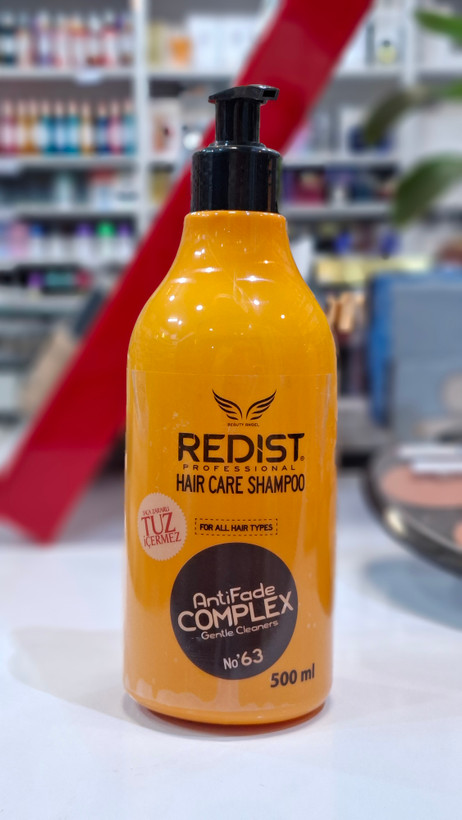 BEAUTY ANGEL
REDIST®
PROFESSIONAL
HAIR CARE SHAMPOO
TUZ
İÇERMEZ
FOR ALL HAIR TYPES
AntiFade
COMPLEX
Gentle Cleaners
No'63
500 ml